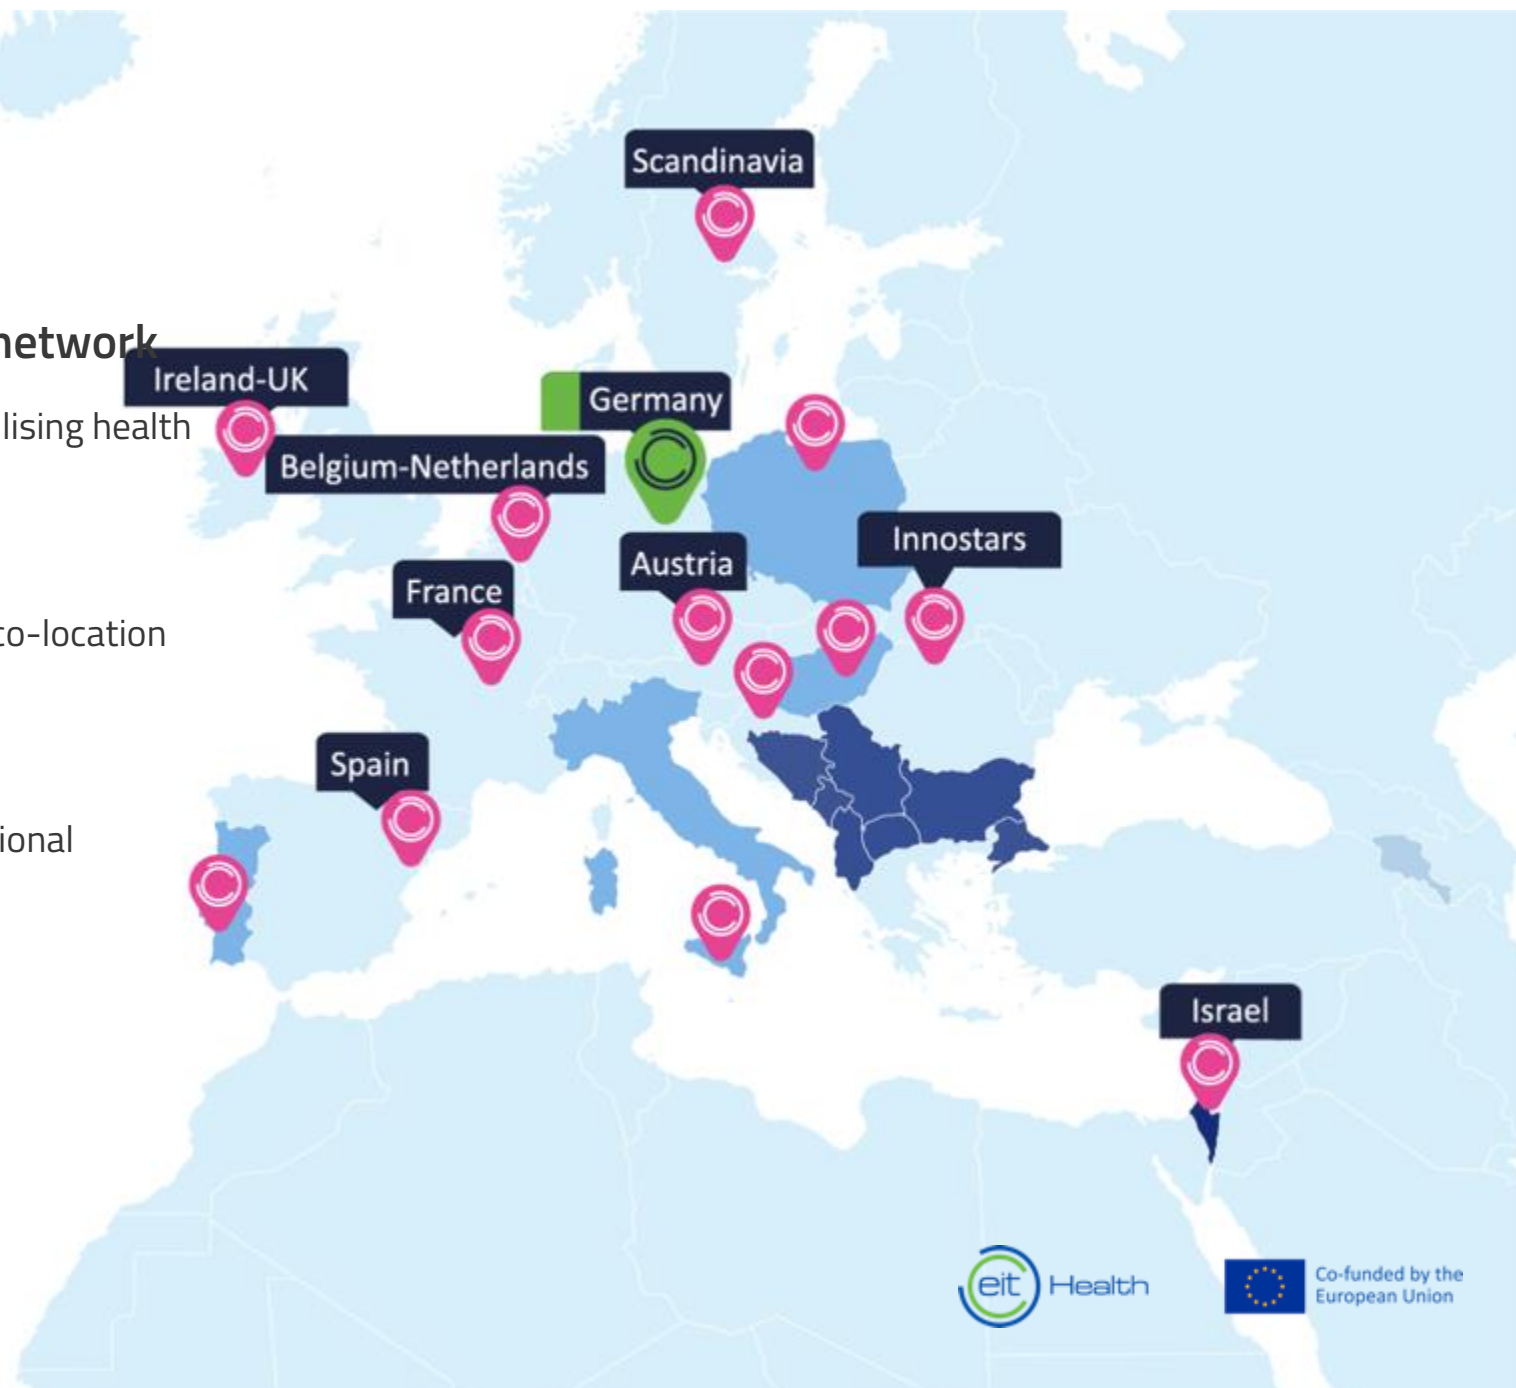 Scandinavia
network
Ireland-UK
Germany
lising health
Belgium-Netherlands
Innostars
Austria
France
co-location
Spain
ional
Israel
eit Health
Co-funded by the
European Union